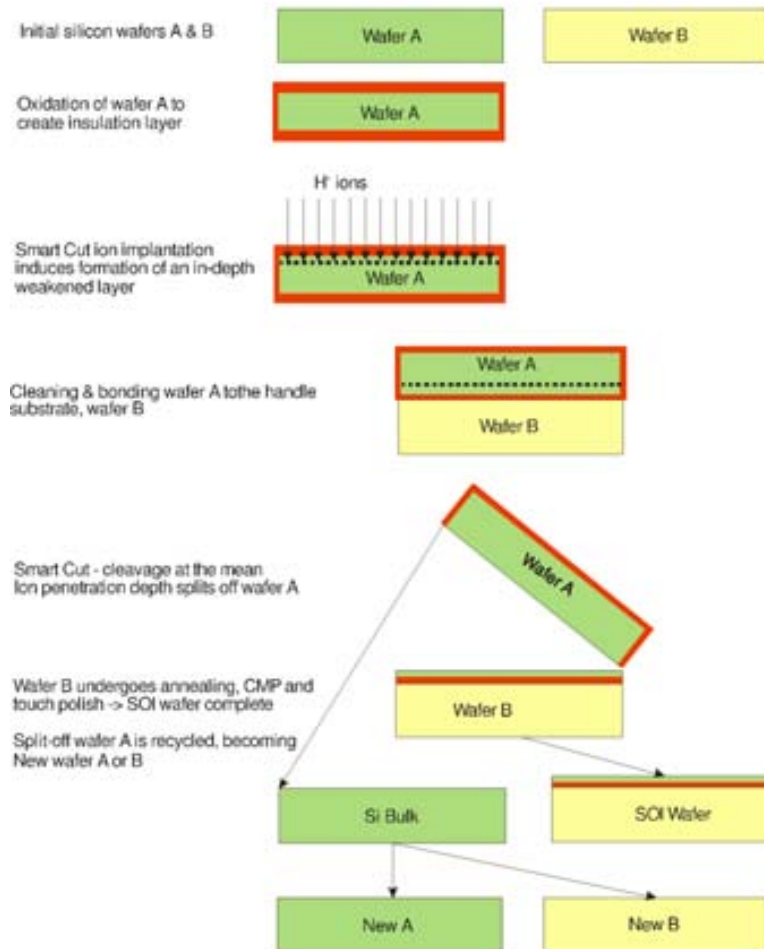 Initial silicon wafers A & B
Wafer A
Wafer B
Oxidation of wafer A to
create insulation layer
Wafer A
H⁺ ions
Smart Cut ion implantation
induces formation of an in-depth
weakened layer
Wafer A
Cleaning & bonding wafer A tothe handle
substrate, wafer B
Wafer A
Wafer B
Smart Cut - cleavage at the mean
Ion penetration depth splits off wafer A
Wafer A
Wafer B undergoes annealing, CMP and
touch polish -> SOI wafer complete
Wafer B
Split-off wafer A is recycled, becoming
New wafer A or B
Si Bulk
SOI Wafer
New A
New B